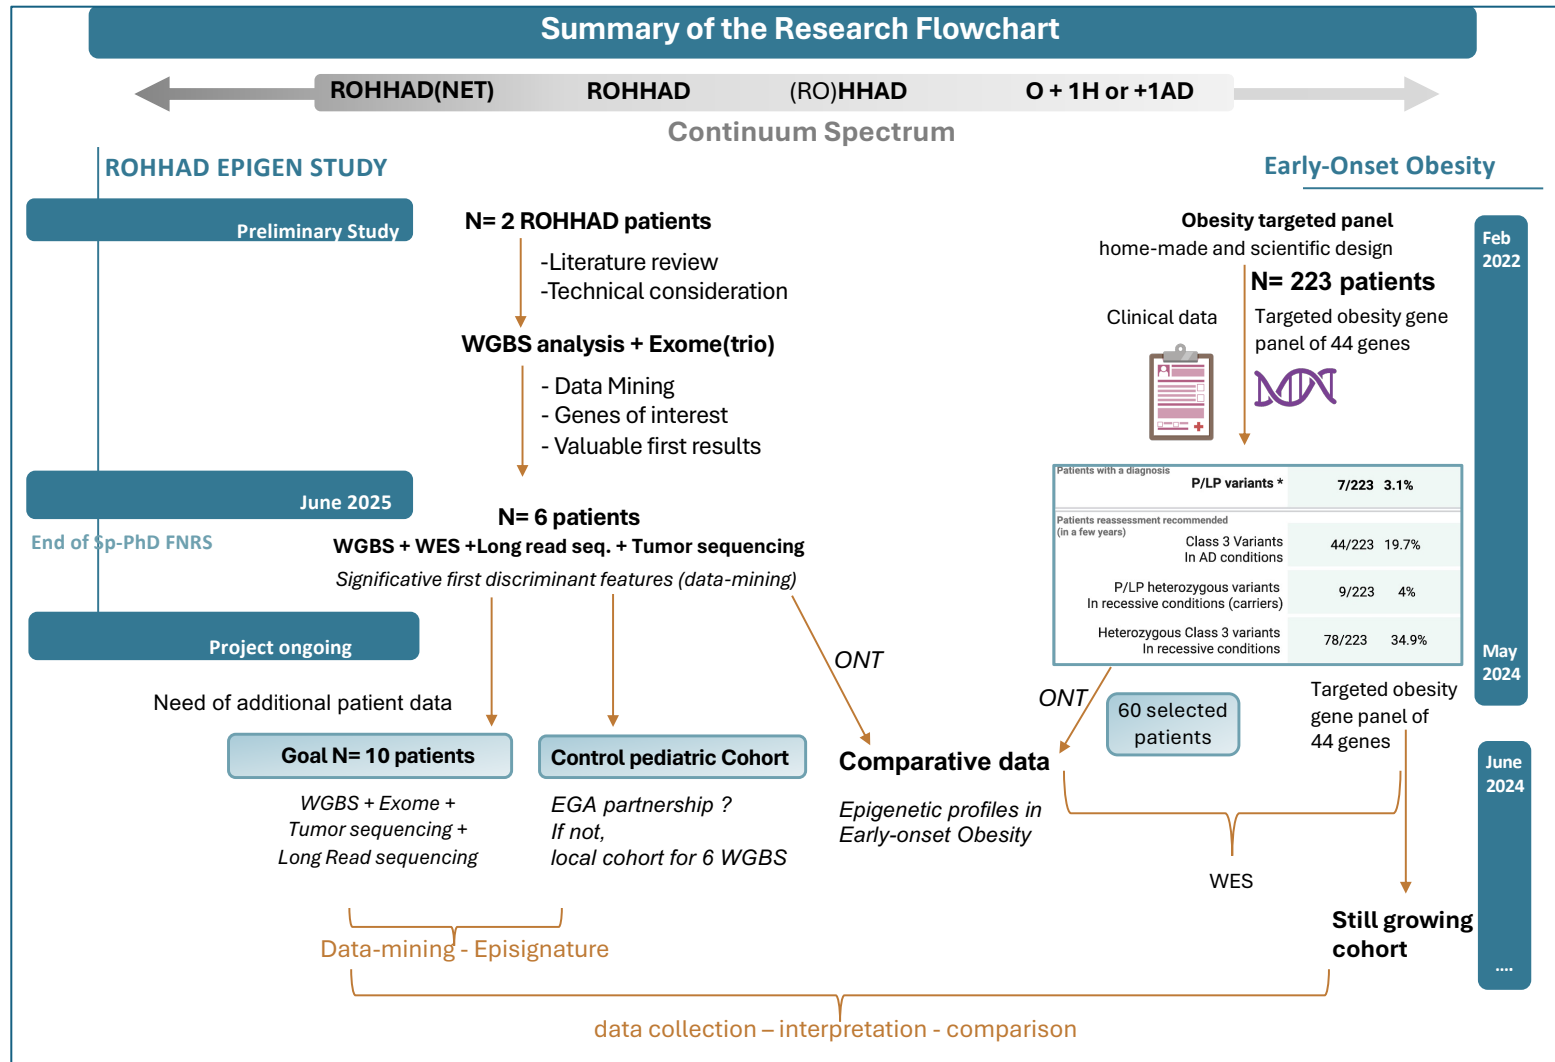 Summary of the Research Flowchart
ROHHAD(NET) ROHHAD (RO)HHAD O + 1H or +1AD
Continuum Spectrum
ROHHAD EPIGEN STUDY
Early-Onset Obesity
Preliminary Study
N= 2 ROHHAD patients
-Literature review
-Technical consideration
WGBS analysis + Exome(trio)
- Data Mining
- Genes of interest
- Valuable first results
June 2025
End of Sp-PhD FNRS
N= 6 patients
WGBS + WES +Long read seq. + Tumor sequencing
Significative first discriminant features (data-mining)
Project ongoing
Need of additional patient data
Goal N= 10 patients
WGBS + Exome +
Tumor sequencing +
Long Read sequencing
Control pediatric Cohort
EGA partnership ?
If not,
local cohort for 6 WGBS
ONT
Comparative data
Epigenetic profiles in
Early-onset Obesity
Obesity targeted panel
home-made and scientific design
N= 223 patients
Clinical data
Targeted obesity gene
panel of 44 genes
Patients with a diagnosis
P/LP variants * 7/223 3.1%
Patients reassessment recommended
(in a few years)
Class 3 Variants
In AD conditions
44/223 19.7%
P/LP heterozygous variants
In recessive conditions (carriers)
9/223 4%
Heterozygous Class 3 variants
In recessive conditions
78/223 34.9%
ONT
60 selected
patients
Targeted obesity
gene panel of
44 genes
WES
Still growing
cohort
Feb
2022
May
2024
June
2024
....
Data-mining - Episignature
data collection – interpretation - comparison